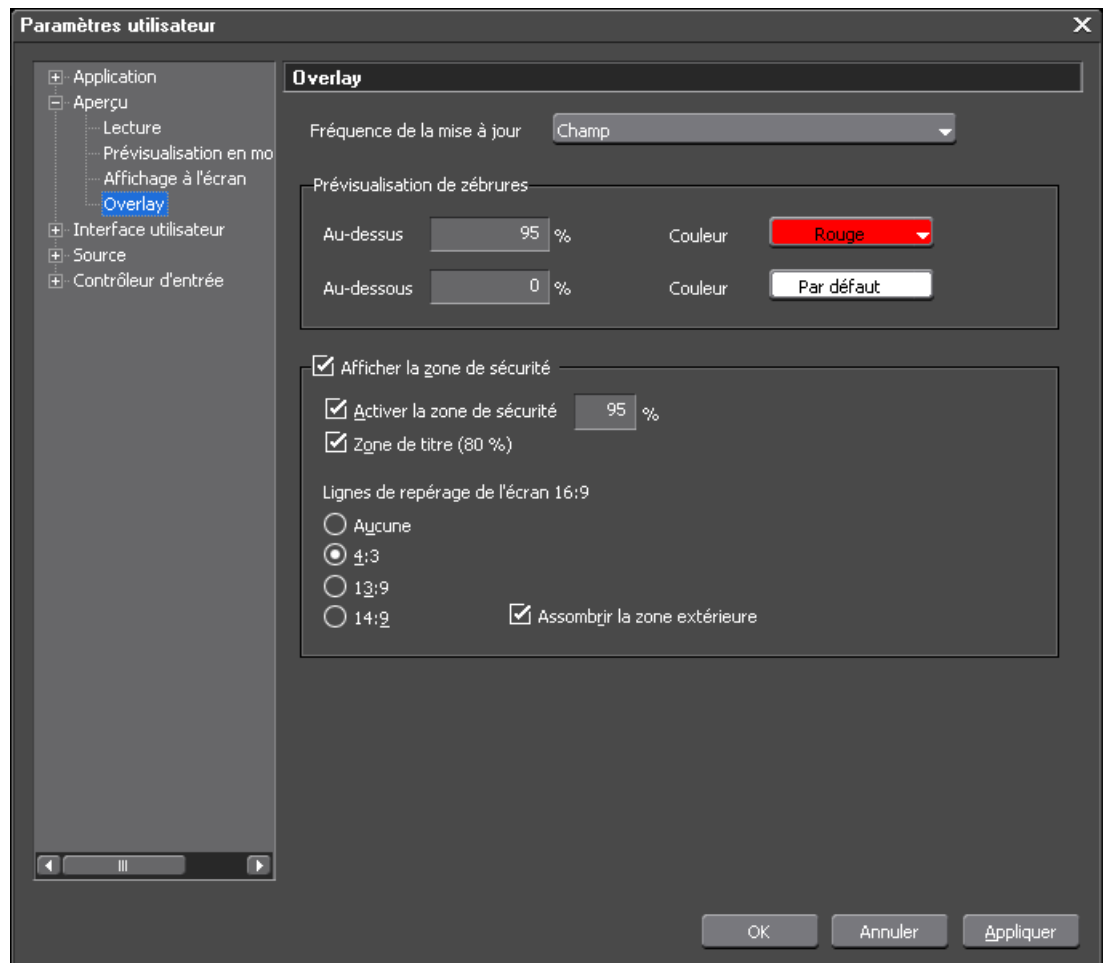 Paramètres utilisateur
Application
Aperçu
Lecture
Prévisualisation en mo
Affichage à l'écran
Overlay
Interface utilisateur
Source
Contrôleur d'entrée
Overlay
Fréquence de la mise à jour Champ
Prévisualisation de zébrures
Au-dessus 95 % Couleur Rouge
Au-dessous 0 % Couleur Par défaut
Afficher la zone de sécurité
Activer la zone de sécurité 95 %
Zone de titre (80 %)
Lignes de repérage de l'écran 16:9
Aucune
4:3
13:9
14:9 Assombrir la zone extérieure
OK Annuler Appliquer